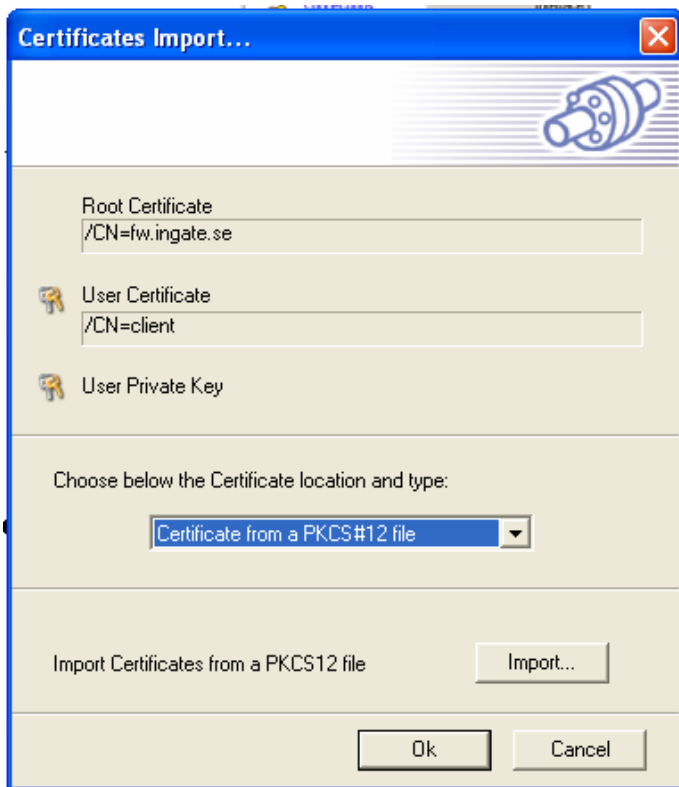 Certificates Import...
Root Certificate
/CN=fw.ingate.se
User Certificate
/CN=client
User Private Key
Choose below the Certificate location and type:
Certificate from a PKCS#12 file
Import Certificates from a PKCS12 file
Import...
Ok
Cancel